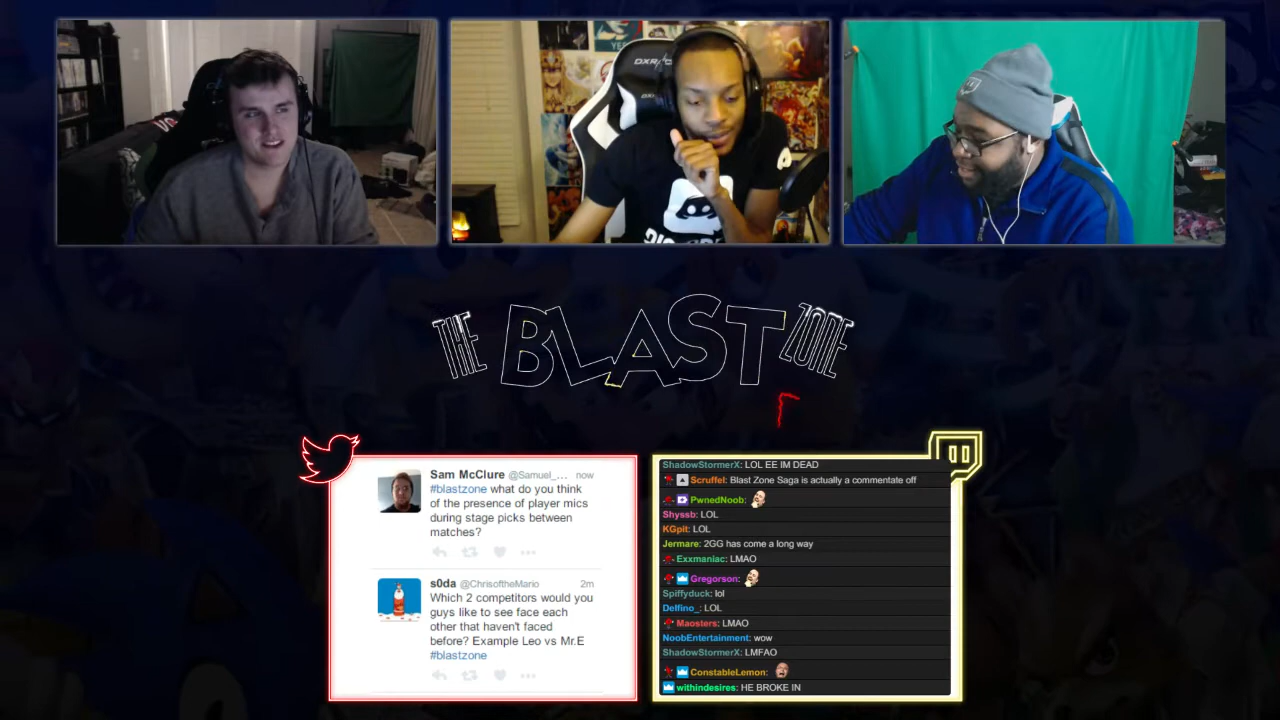 DXR
DXR
THE BLAST ZONE
Sam McClure @Samuel_... now
#blastzone what do you think
of the presence of player mics
during stage picks between
matches?
s0da @ChrisoftheMario 2m
Which 2 competitors would you
guys like to see face each
other that haven't faced
before? Example Leo vs Mr.E
#blastzone
ShadowStormerX: LOL EE IM DEAD
Scruffel: Blast Zone Saga is actually a commentate off
PwnedNoob:
Shyssb: LOL
KGpit: LOL
Jermare: 2GG has come a long way
Exxmaniac: LMAO
Gregorson:
Spiffyduck: lol
Delfino_: LOL
Maosters: LMAO
NoobEntertainment: wow
ShadowStormerX: LMFAO
ConstableLemon:
withindesires: HE BROKE IN